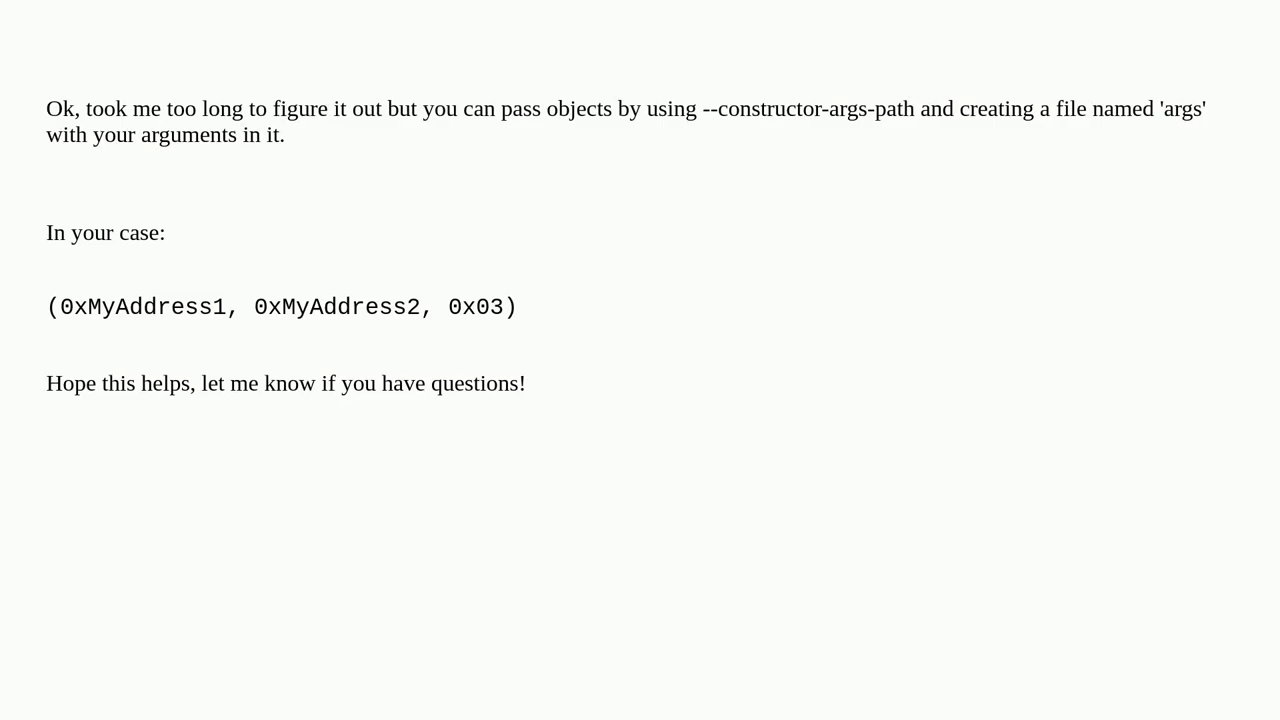 Ok, took me too long to figure it out but you can pass objects by using --constructor-args-path and creating a file named 'args'
with your arguments in it.
In your case:
(0xMyAddress1, 0xMyAddress2, 0x03)
Hope this helps, let me know if you have questions!